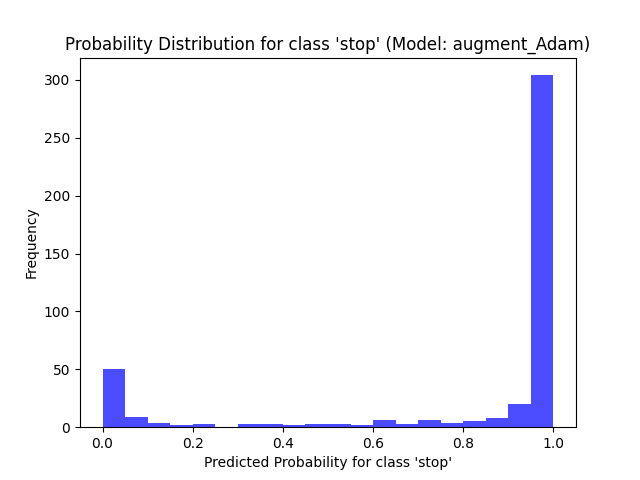 Probability Distribution for class 'stop' (Model: augment_Adam)
300
250
200
150
100
50
0
Frequency
0.0 0.2 0.4 0.6 0.8 1.0
Predicted Probability for class 'stop'